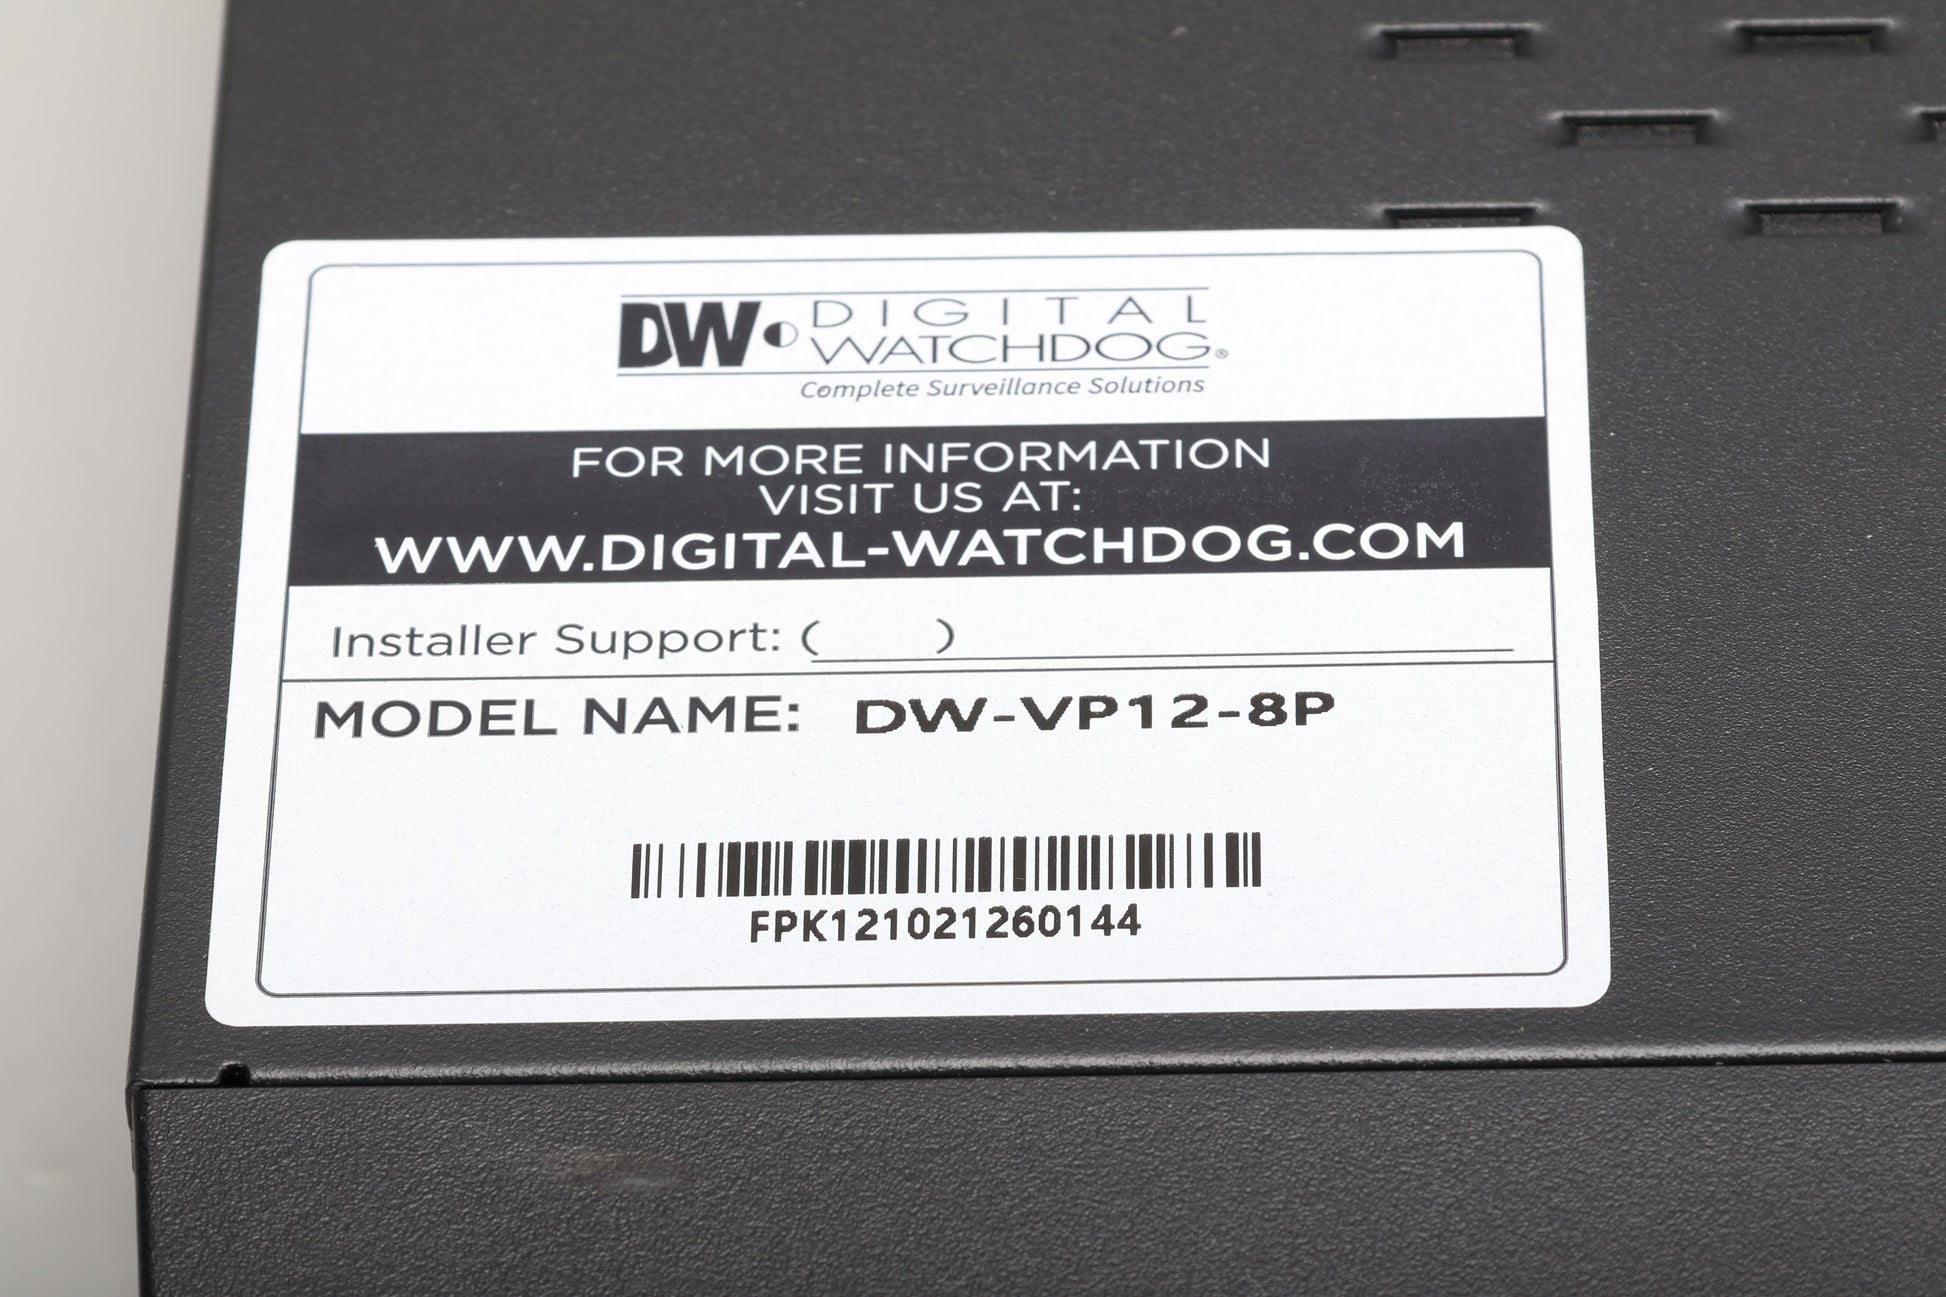 DW DIGITAL
WATCHDOG®
Complete Surveillance Solutions
FOR MORE INFORMATION
VISIT US AT:
WWW.DIGITAL-WATCHDOG.COM
Installer Support: (    )
MODEL NAME: DW-VP12-8P
FPK121021260144